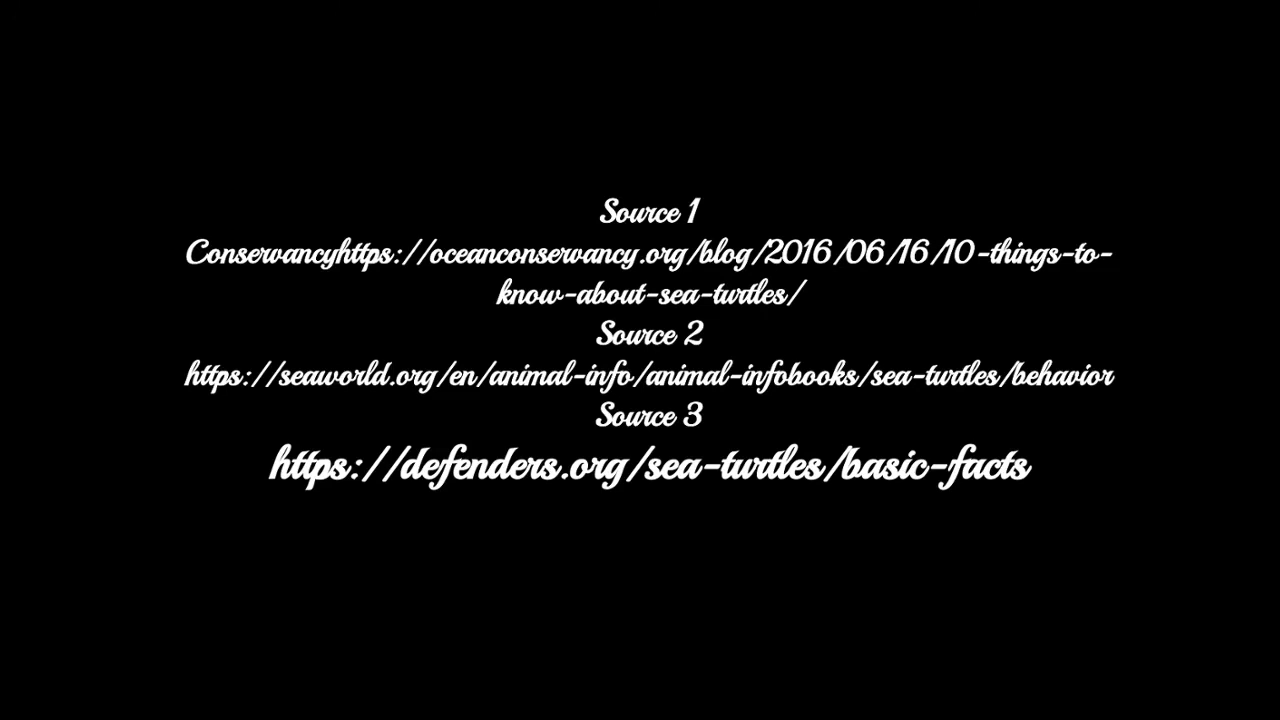 Source 1
Conservancyhttps://oceanconservancy.org/blog/2016/06/16/10-things-to-
know-about-sea-turtles/
Source 2
https://seaworld.org/en/animal-info/animal-infobooks/sea-turtles/behavior
Source 3
https://defenders.org/sea-turtles/basic-facts